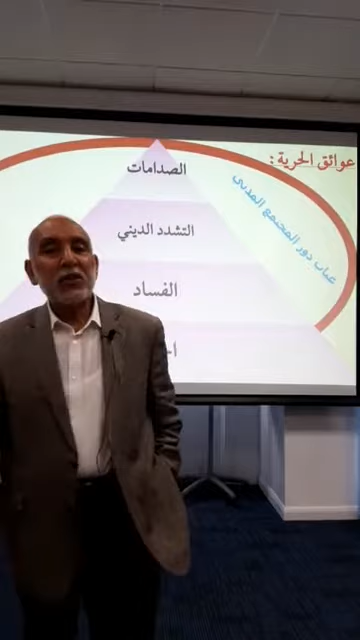 عوائق الحرية :
الصدامات
التشدد الديني
الفساد
غياب دور المجتمع المدني